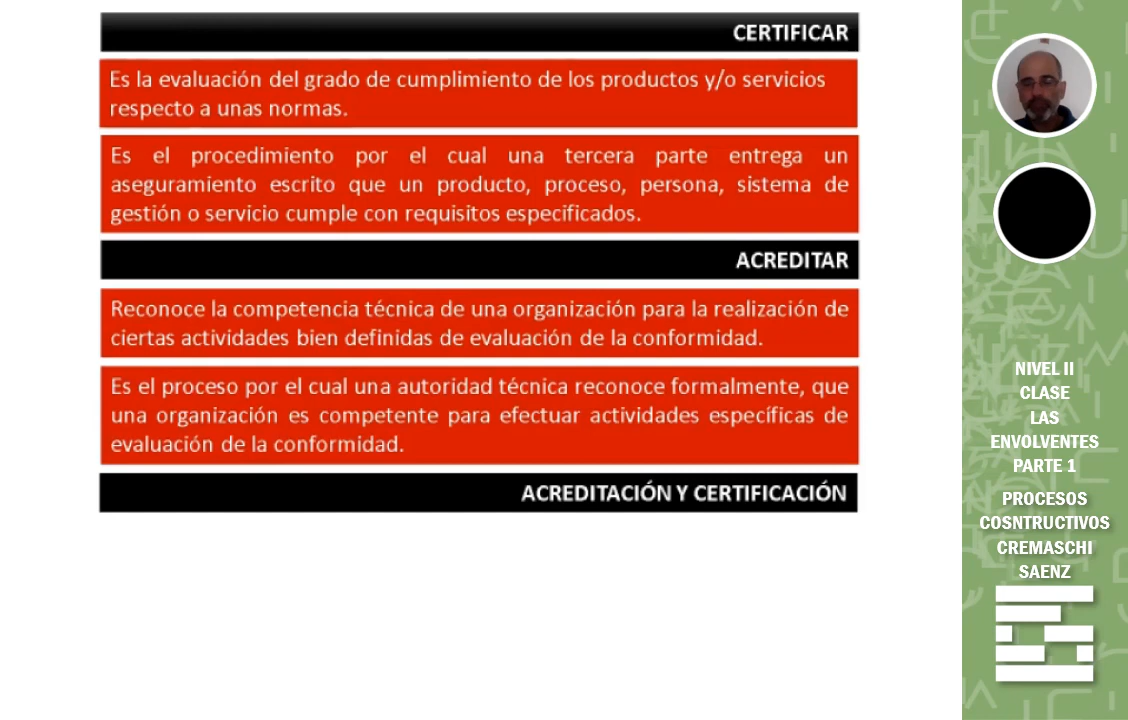 CERTIFICAR
Es la evaluación del grado de cumplimiento de los productos y/o servicios
respecto a unas normas.
Es el procedimiento por el cual una tercera parte entrega un
aseguramiento escrito que un producto, proceso, persona, sistema de
gestión o servicio cumple con requisitos especificados.
ACREDITAR
Reconoce la competencia técnica de una organización para la realización de
ciertas actividades bien definidas de evaluación de la conformidad.
Es el proceso por el cual una autoridad técnica reconoce formalmente, que
una organización es competente para efectuar actividades específicas de
evaluación de la conformidad.
ACREDITACIÓN Y CERTIFICACIÓN
NIVEL II
CLASE
LAS
ENVOLVENTES
PARTE 1
PROCESOS
COSNTRUCTIVOS
CREMASCHI
SAENZ